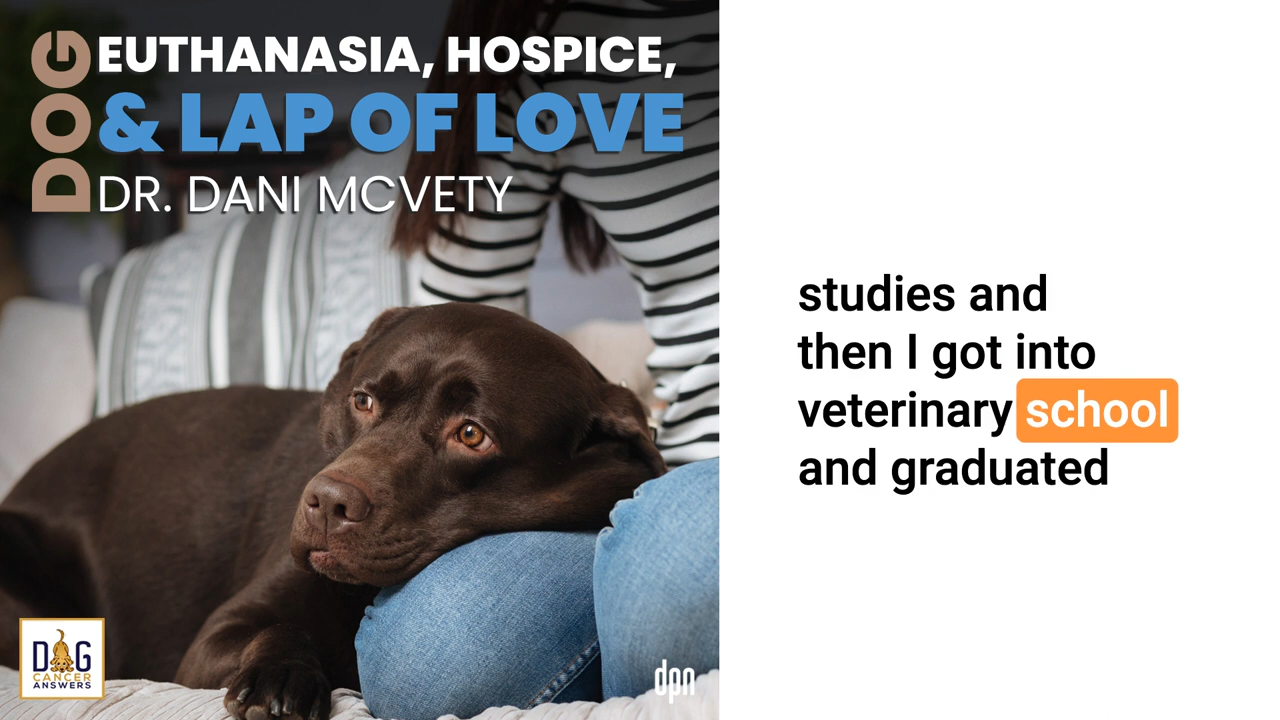 DOG
EUTHANASIA, HOSPICE,
& LAP OF LOVE
DR. DANI MCVETY
studies and
then I got into
veterinary school
and graduated
DOG
CANCER
ANSWERS
dpn